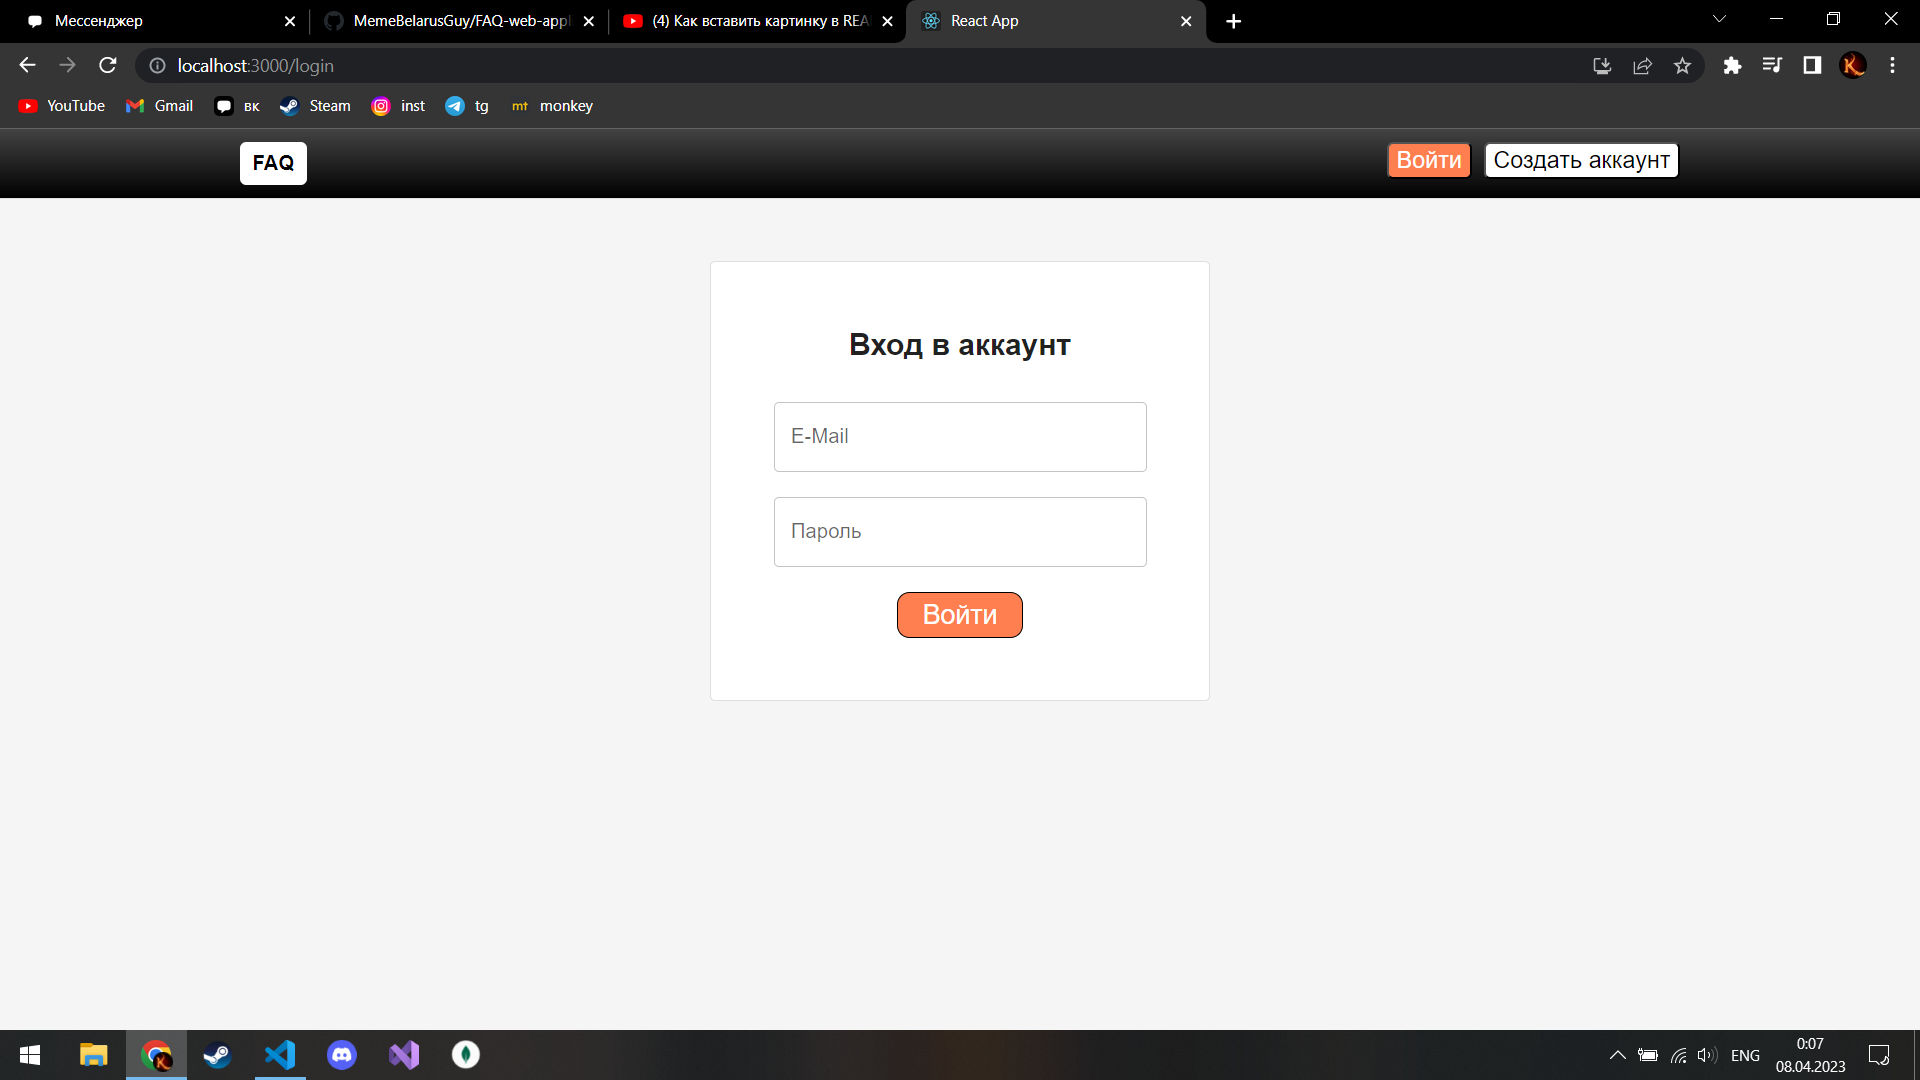 Мессенджер
MemeBelarusGuy/FAQ-web-appl
(4) Как вставить картинку в REA
React App
localhost:3000/login
YouTube
Gmail
вк
Steam
inst
tg
mt
monkey
FAQ
Войти
Создать аккаунт
Вход в аккаунт
E-Mail
Пароль
Войти
ENG
0:07
08.04.2023